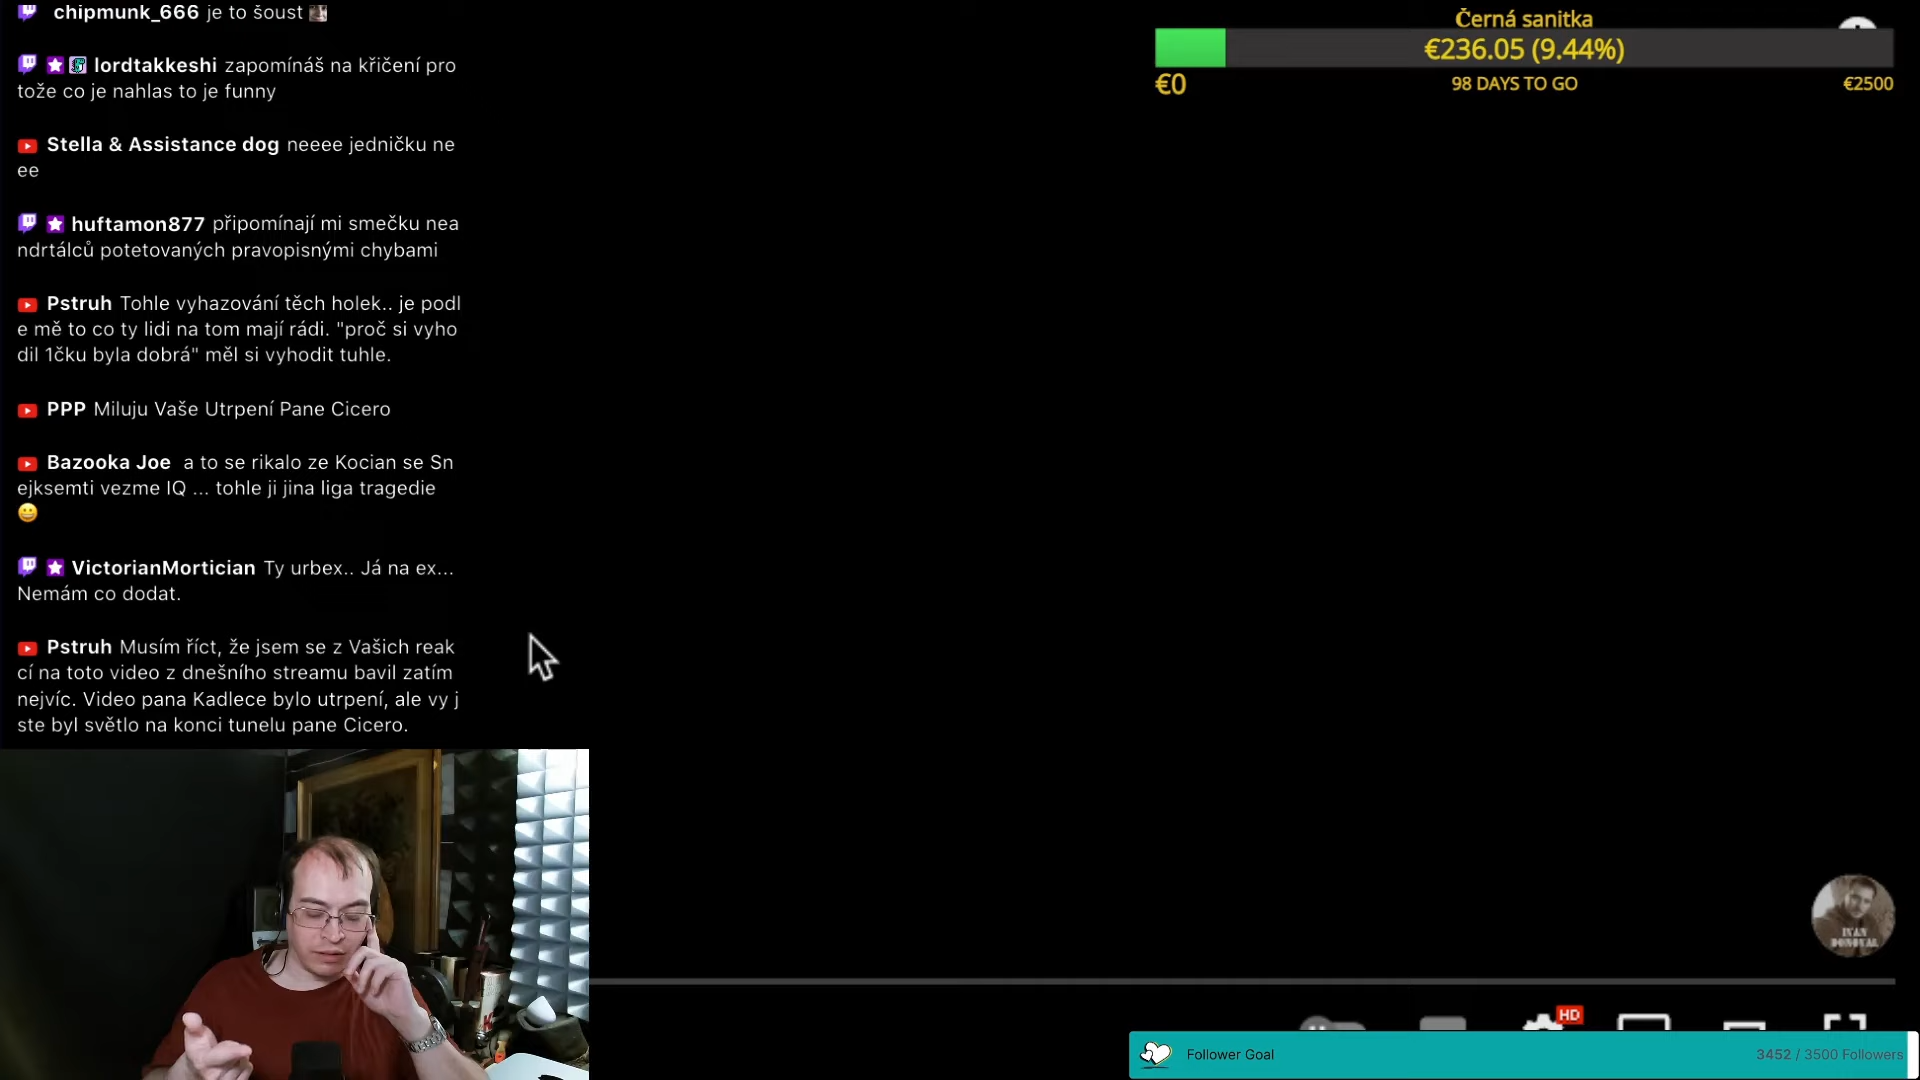 chipmunk_666 je to šoust
lordtakkeshi zapomínáš na křičení pro
tože co je nahlas to je funny
Stella & Assistance dog neeee jedničku ne
ee
huftamon877 připomínají mi smečku nea
ndrtálců potetovaných pravopisnými chybami
Pstruh Tohle vyhazování těch holek.. je podl
e mě to co ty lidi na tom mají rádi. "proč si vyho
dil 1čku byla dobrá" měl si vyhodit tuhle.
PPP Miluju Vaše Utrpení Pane Cicero
Bazooka Joe a to se rikalo ze Kocian se Sn
ejksemti vezme IQ ... tohle ji jina liga tragedie
😀
VictorianMortician Ty urbex.. Já na ex...
Nemám co dodat.
Pstruh Musím říct, že jsem se z Vašich reak
cí na toto video z dnešního streamu bavil zatím
nejvíc. Video pana Kadlece bylo utrpení, ale vy j
ste byl světlo na konci tunelu pane Cicero.
Černá sanitka
€236.05 (9.44%)
€0 98 DAYS TO GO €2500
IVAN
DONOVAL
HD
Follower Goal 3452 / 3500 Followers